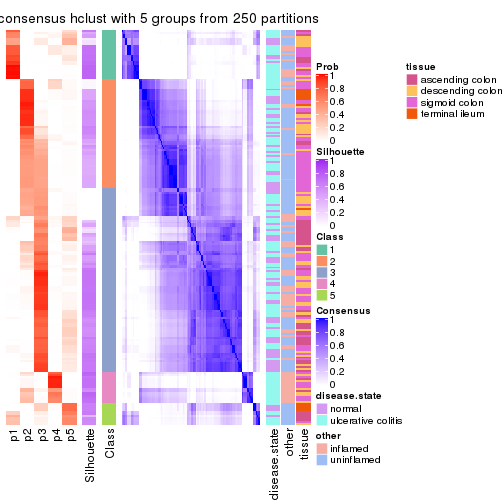 consensus hclust with 5 groups from 250 partitions
Prob
1
0.8
0.6
0.4
0.2
0
Silhouette
1
0.8
0.6
0.4
0.2
0
Class
1
2
3
4
5
Consensus
1
0.8
0.6
0.4
0.2
0
disease.state
normal
ulcerative colitis
other
inflamed
uninflamed
tissue
ascending colon
descending colon
sigmoid colon
terminal ileum
p1
p2
p3
p4
p5
Silhouette
Class
disease.state
other
tissue